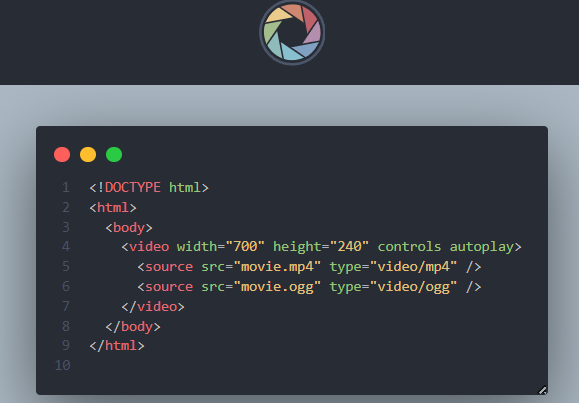 1 <!DOCTYPE html>
2 <html>
3   <body>
4     <video width="700" height="240" controls autoplay>
5       <source src="movie.mp4" type="video/mp4" />
6       <source src="movie.ogg" type="video/ogg" />
7     </video>
8   </body>
9 </html>
10